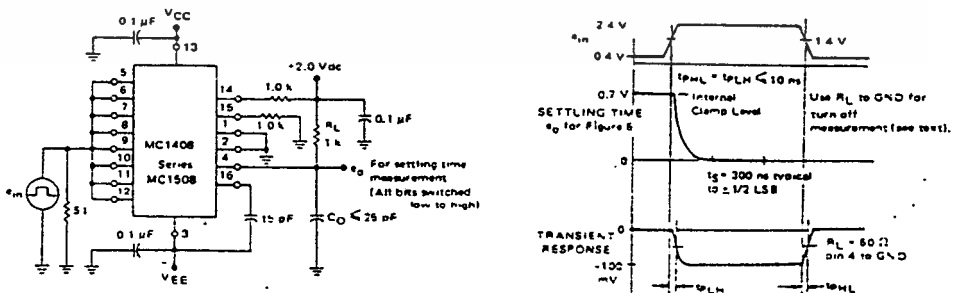 VCC
0.1 µF
13
5
6
7
8
9
10
11
12
MC1408
Series
MC1508
14
15
1
2
4
16
3
1.0 k
1.0 k
+2.0 Vdc
RL
1 k
0.1 µF
eo
For settling time
measurement
(All bits switched
low to high)
ein
51
15 pF
CO ≤ 25 pF
0.1 µF
VEE
2.4 V
ein
0.4 V
1.4 V
tPHL = tPLH ≤ 10 ns
0.7 V
Internal
Clamp Level
SETTLING TIME
eo for Figure 6
0
Use RL to GND for
turn off
measurement (see text).
tS = 300 ns typical
to ± 1/2 LSB
TRANSIENT
RESPONSE
0
-100
mV
RL = 50 Ω
pin 4 to GND
tPLH
tPHL